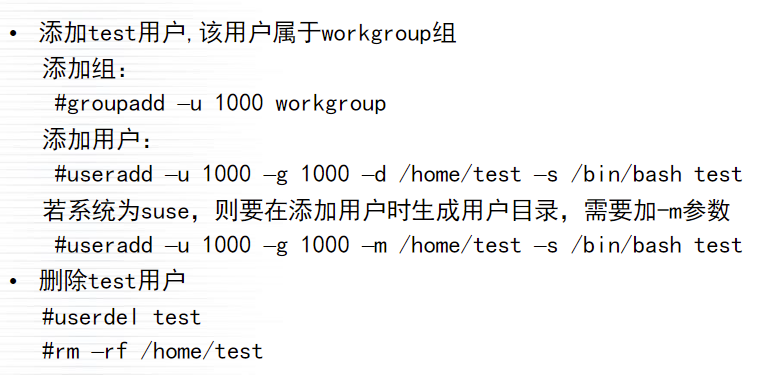 • 添加test用户,该用户属于workgroup组
添加组：
#groupadd –u 1000 workgroup
添加用户：
#useradd –u 1000 –g 1000 –d /home/test –s /bin/bash test
若系统为suse，则要在添加用户时生成用户目录，需要加-m参数
#useradd –u 1000 –g 1000 –m /home/test –s /bin/bash test
• 删除test用户
#userdel test
#rm –rf /home/test